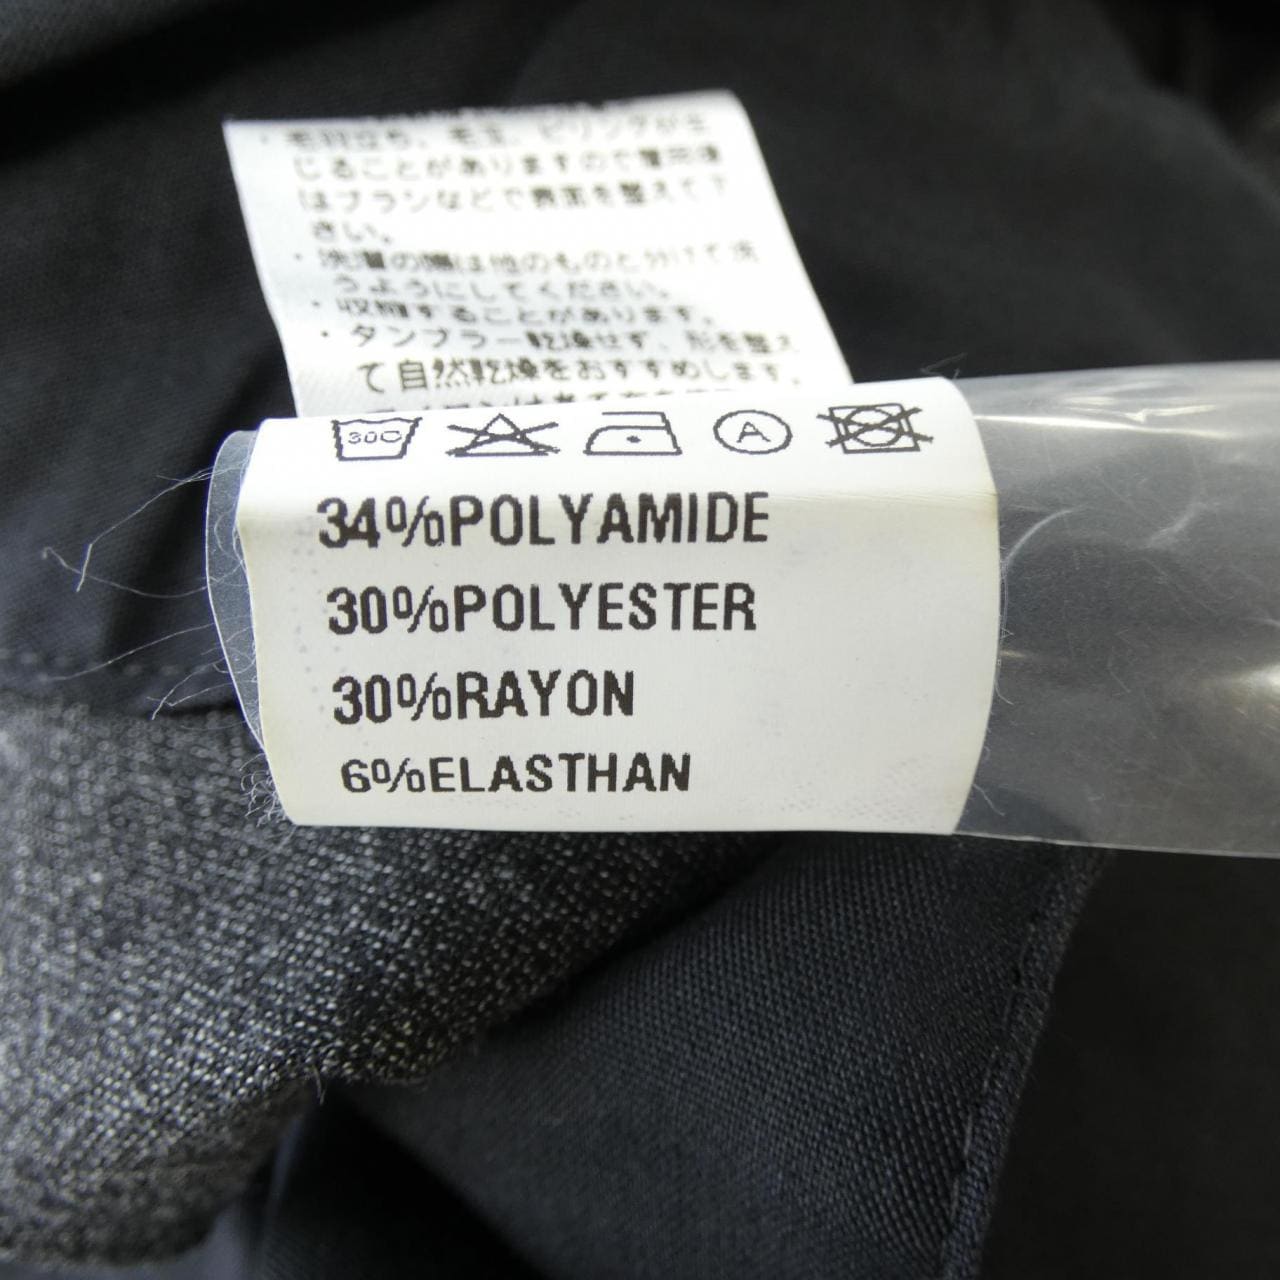 ・毛羽立ち、毛玉、ピリングが生
じることがありますので着用後
はブラシなどで表面を整えて下
さい。
・洗濯の際は他のものと分けて洗
うようにしてください。
・収縮することがあります。
・タンブラー乾燥せず、形を整え
て自然乾燥をおすすめします。
30C
A
34%POLYAMIDE
30%POLYESTER
30%RAYON
6%ELASTHAN